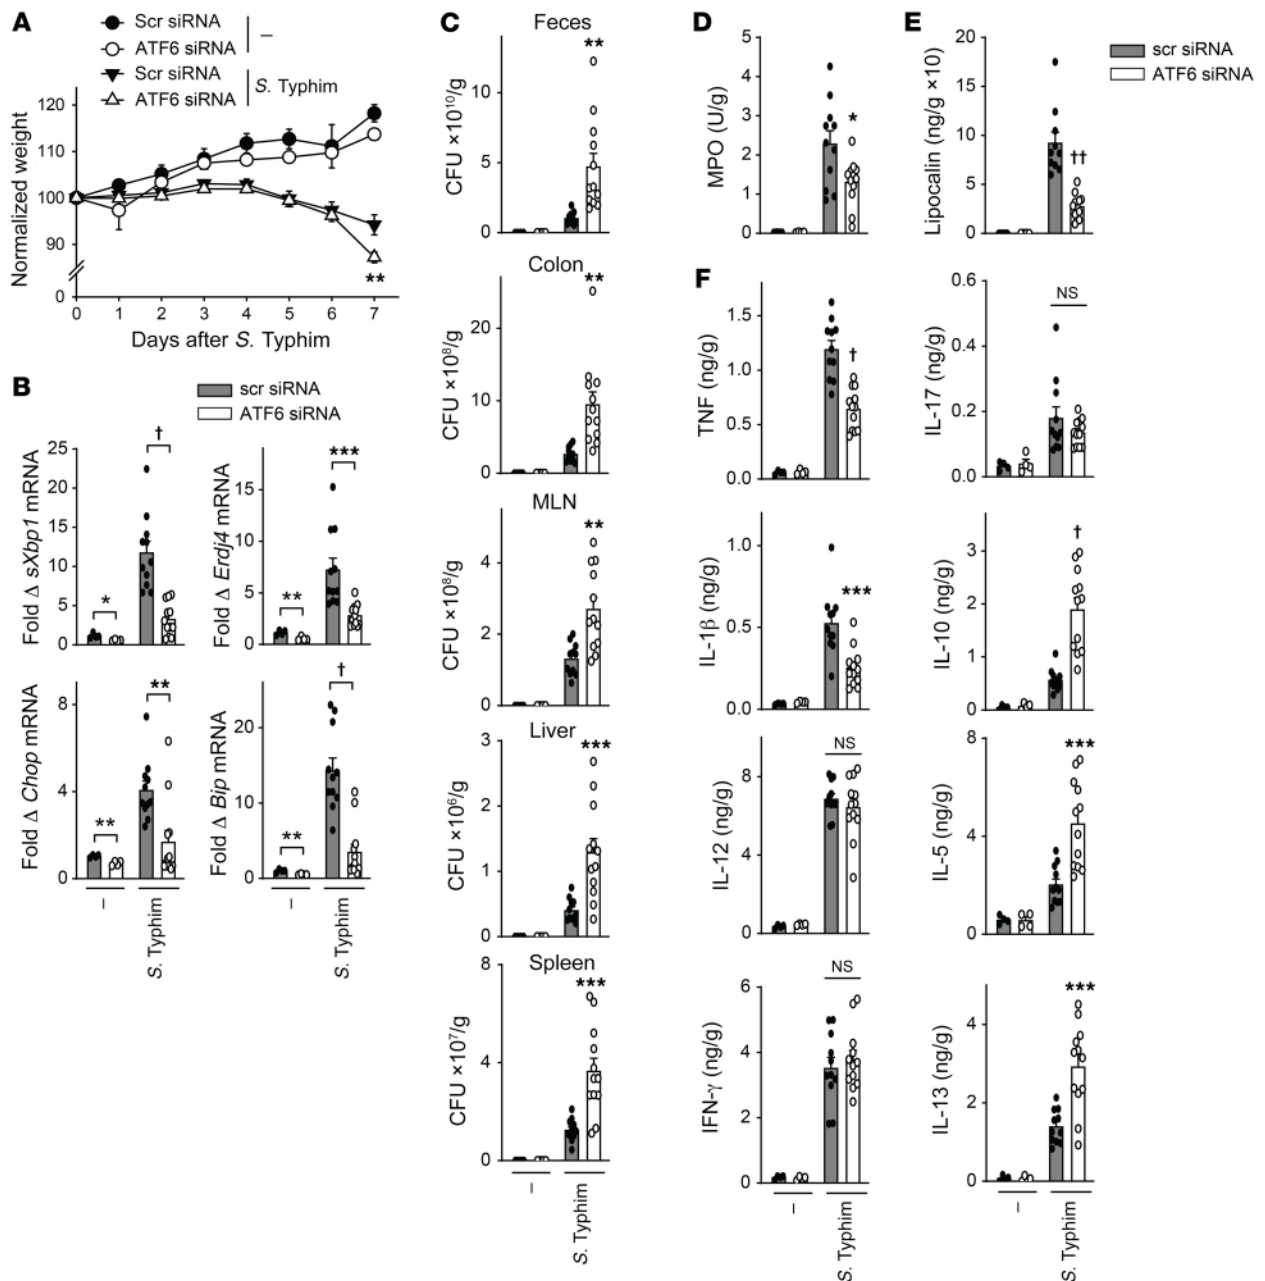 A
Scr siRNA
ATF6 siRNA
–
Scr siRNA
ATF6 siRNA
S. Typhim
Normalized weight
120
110
100
90
0
0 1 2 3 4 5 6 7
**
Days after S. Typhim
B
scr siRNA
ATF6 siRNA
Fold Δ sXbp1 mRNA
25
20
15
10
5
0
*
†
Fold Δ Erdj4 mRNA
15
10
5
0
**
***
Fold Δ Chop mRNA
8
4
0
**
**
–
S. Typhim
Fold Δ Bip mRNA
20
10
0
**
†
–
S. Typhim
C
Feces
**
CFU ×10¹⁰/g
10
5
0
Colon
**
CFU ×10⁸/g
20
10
0
MLN
**
CFU ×10⁸/g
4
2
0
Liver
***
CFU ×10⁶/g
3
2
1
0
Spleen
***
CFU ×10⁷/g
8
4
0
–
S. Typhim
D
MPO (U/g)
5
4
3
2
1
0
*
E
Lipocalin (ng/g ×10)
20
10
5
0
††
scr siRNA
ATF6 siRNA
F
TNF (ng/g)
1.5
1.0
0.5
0.0
†
IL-17 (ng/g)
0.6
0.4
0.2
0.0
NS
IL-1β (ng/g)
1.0
0.5
0.0
***
IL-10 (ng/g)
3
2
1
0
†
IL-12 (ng/g)
8
4
0
NS
IL-5 (ng/g)
8
4
0
***
IFN-γ (ng/g)
6
4
2
0
NS
–
S. Typhim
IL-13 (ng/g)
4
2
0
***
–
S. Typhim